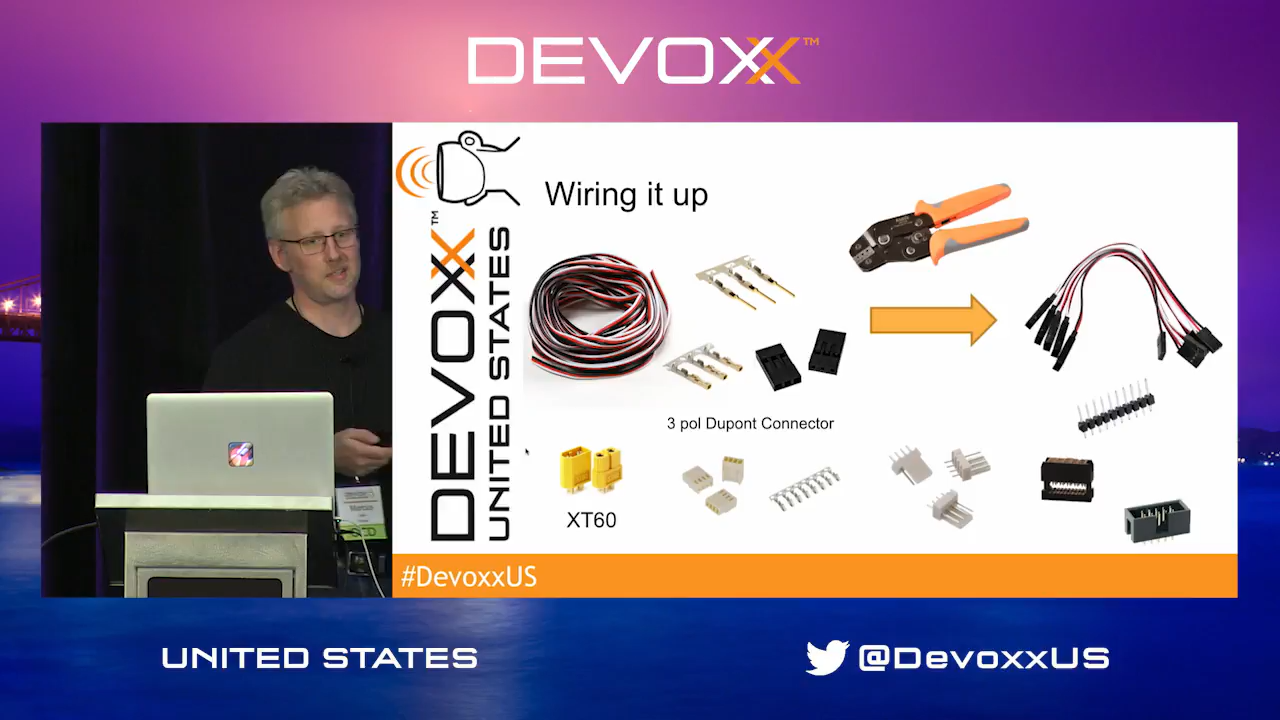 DEVOXX™
DEVOXX™
UNITED STATES
Wiring it up
3 pol Dupont Connector
XT60
#DevoxxUS
UNITED STATES
@DevoxxUS